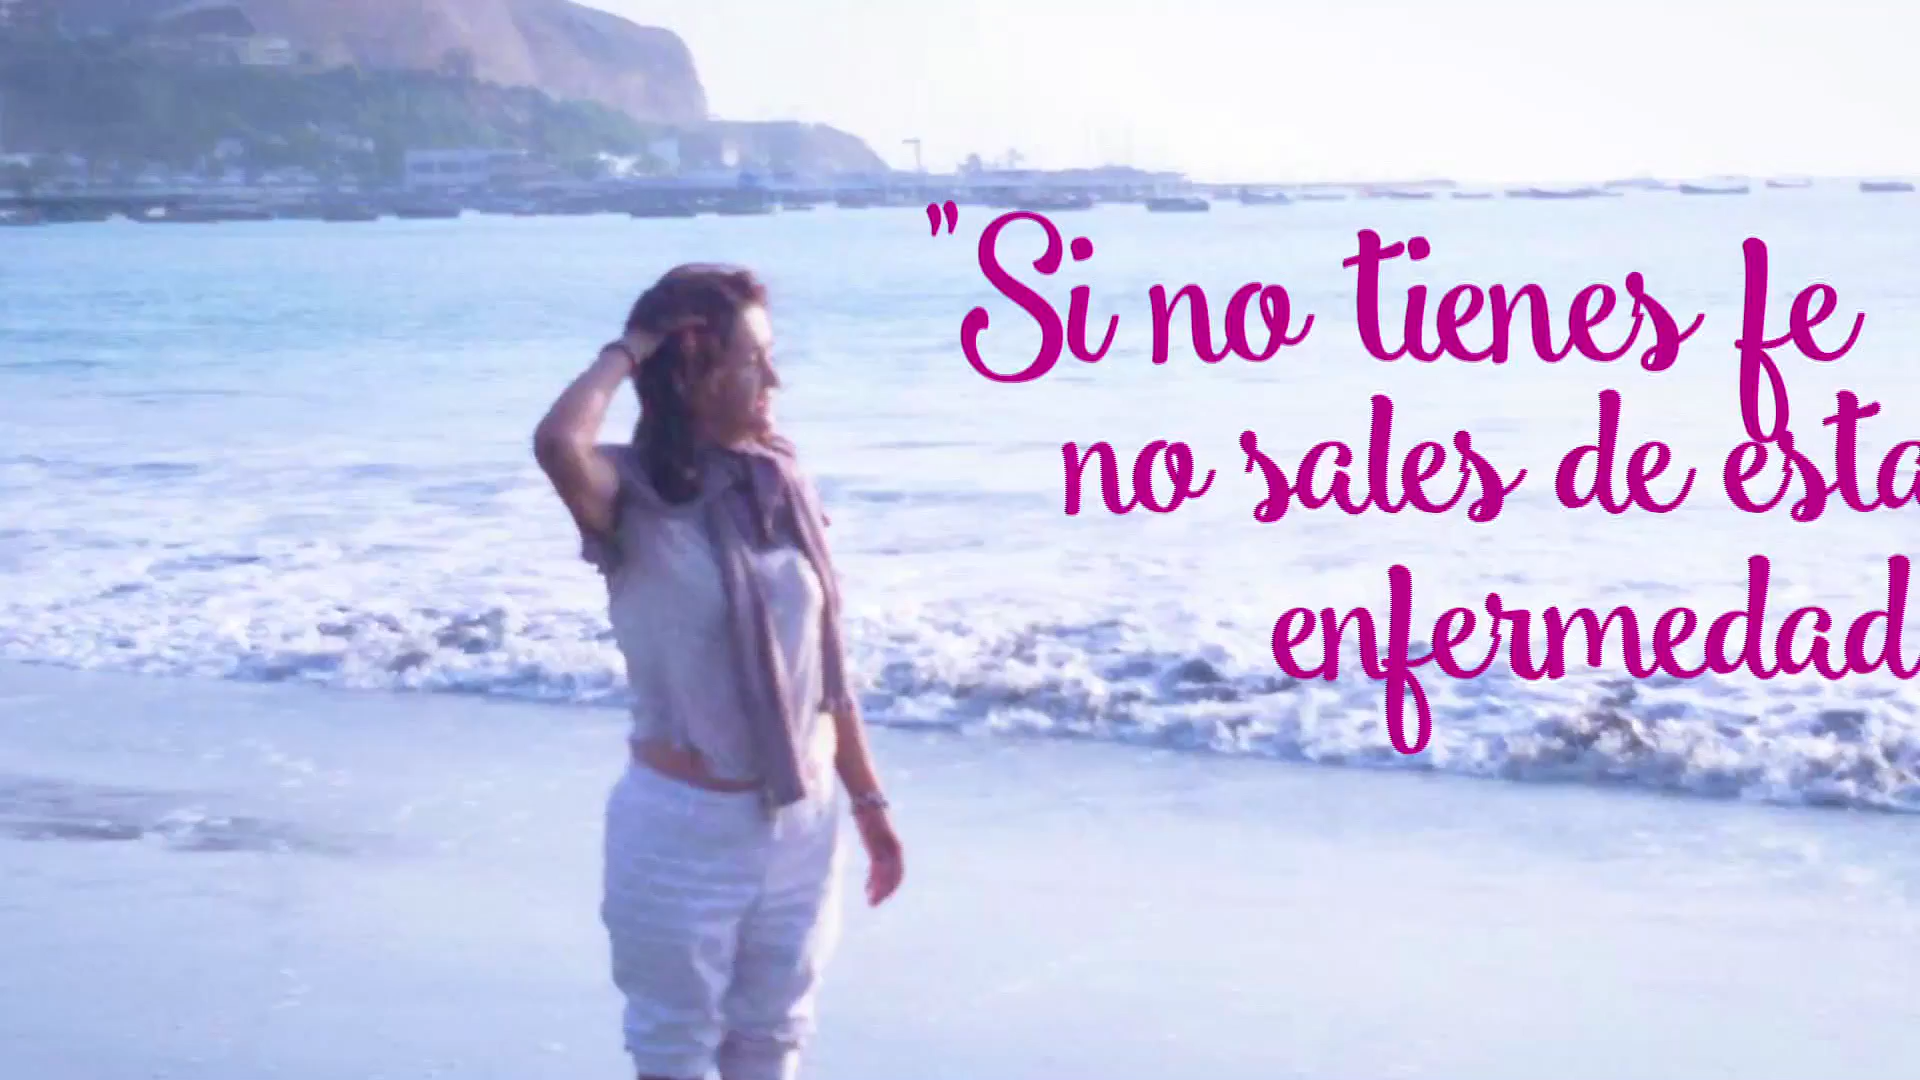 "Si no tienes fe
no sales de esta
enfermedad